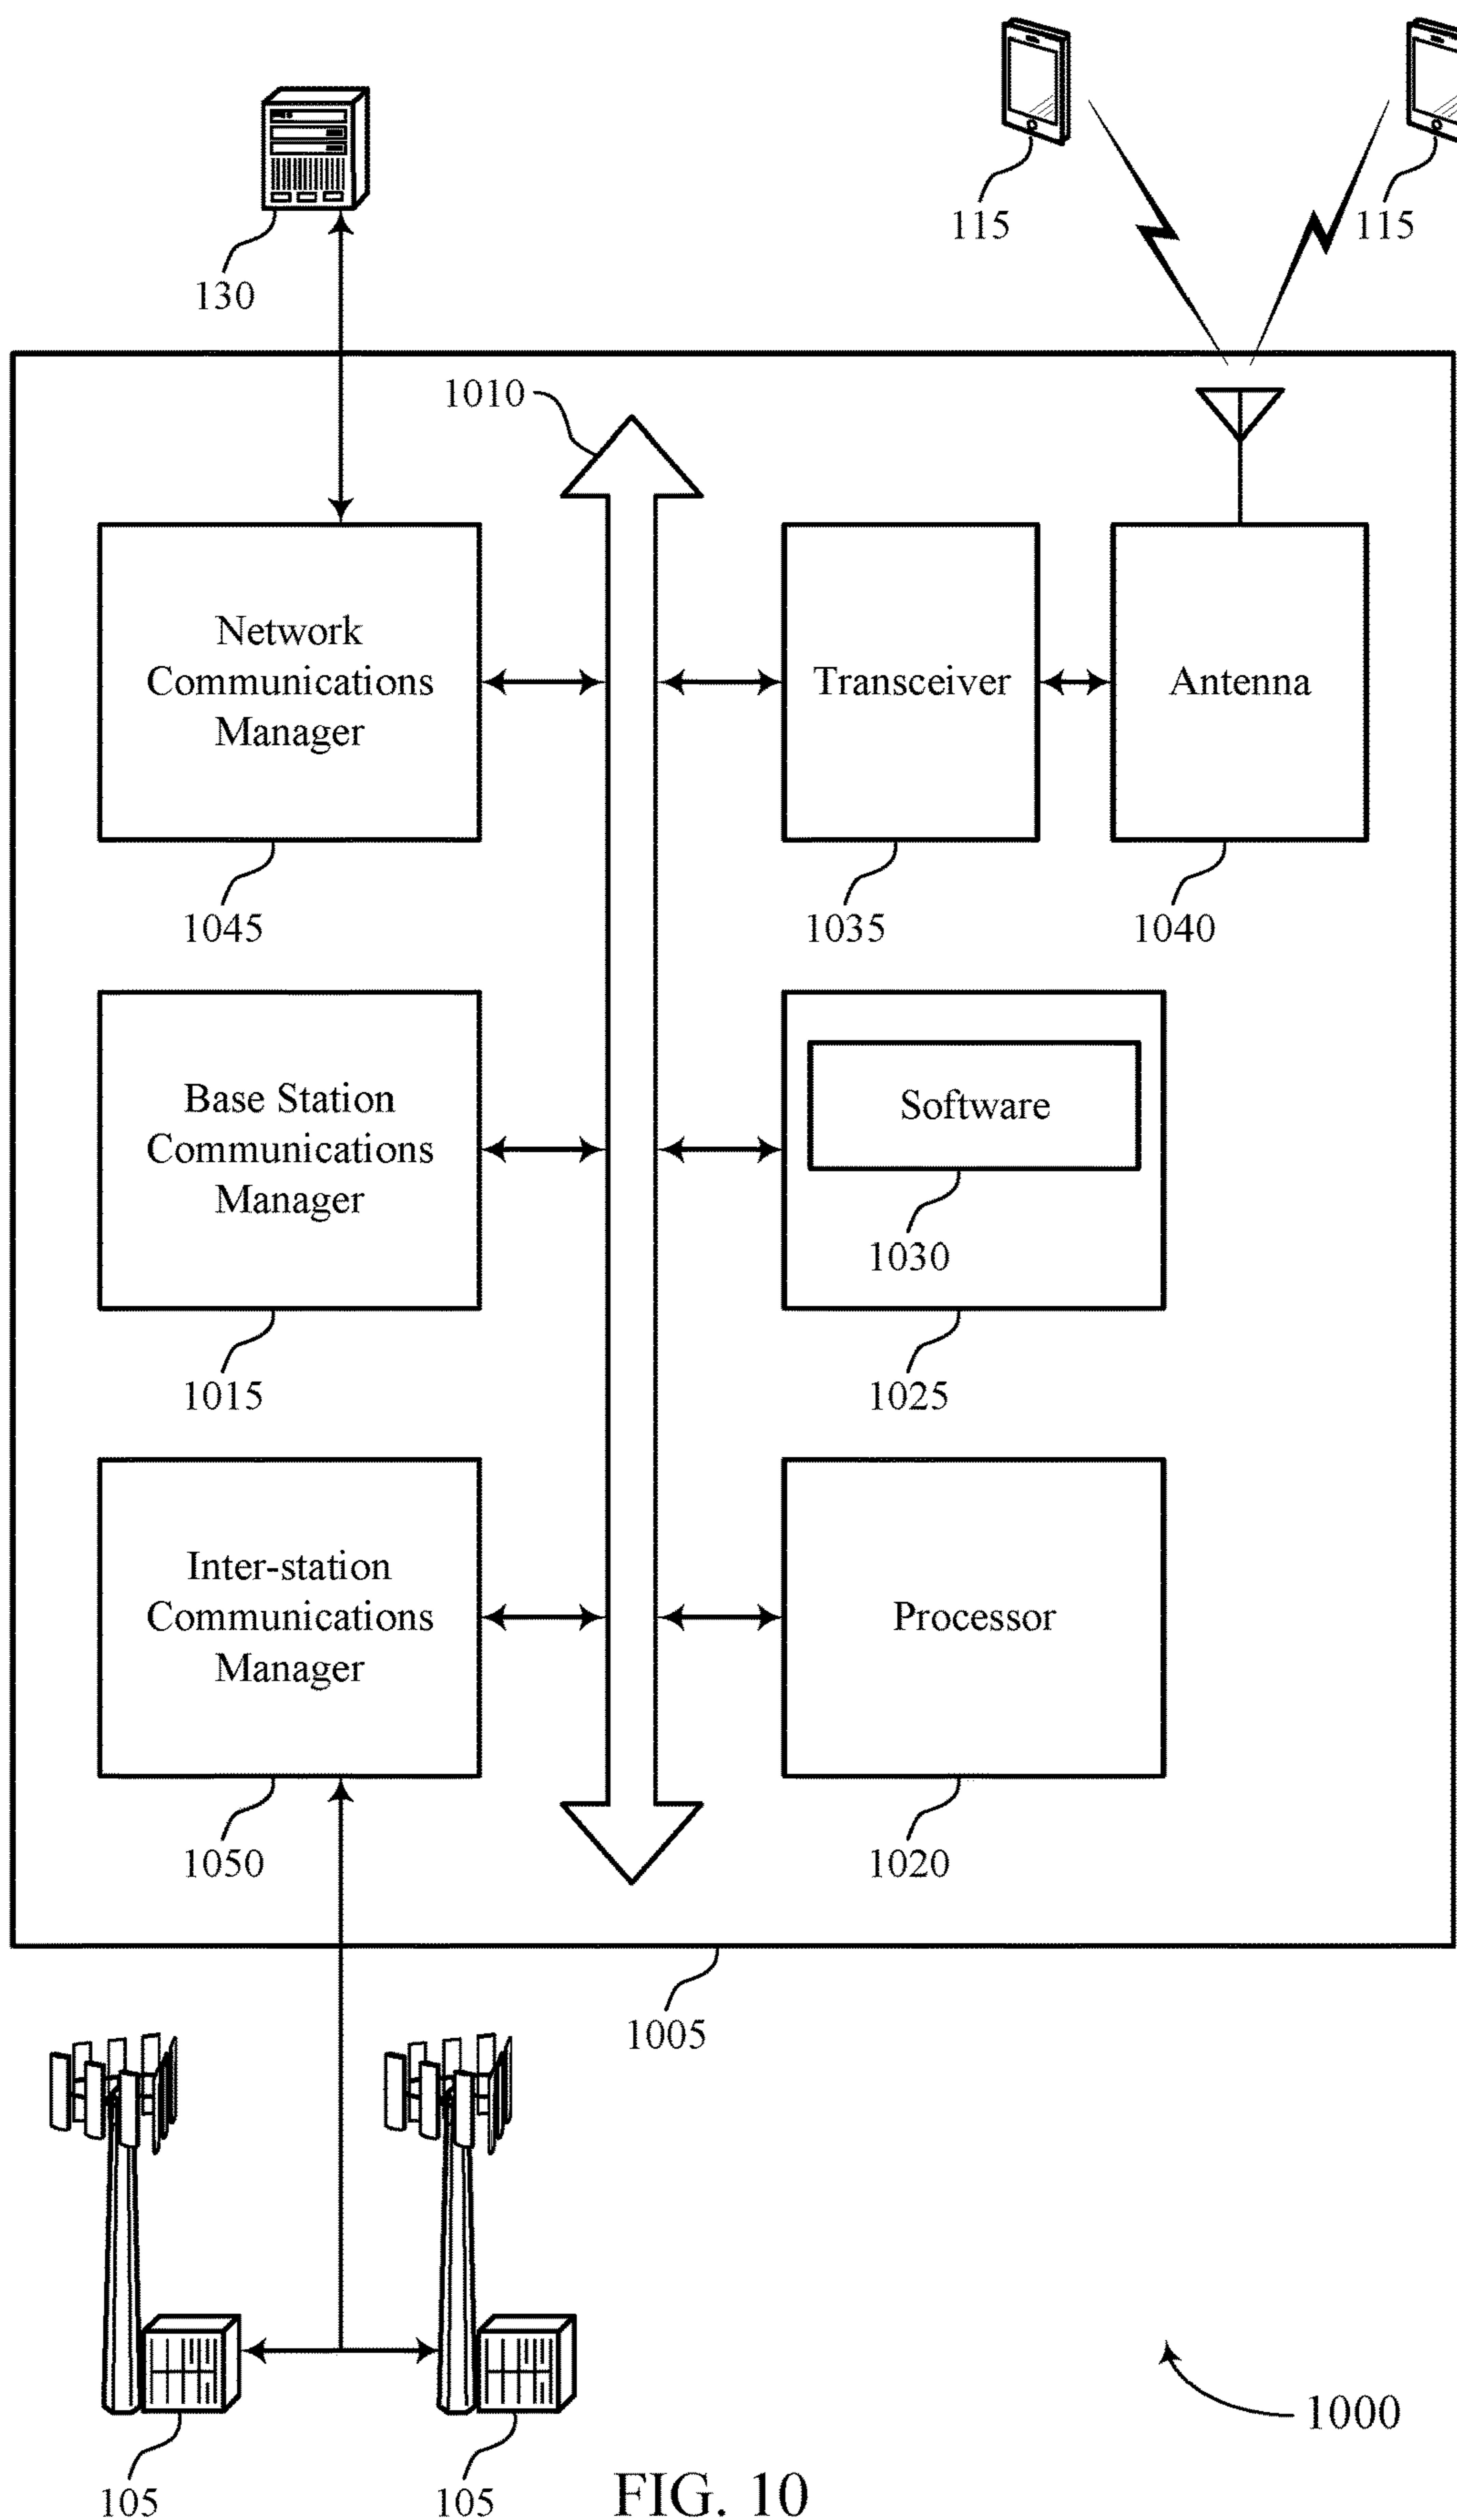 115
115
130
1010
Network
Communications
Manager
Transceiver
Antenna
1045
1035
1040
Base Station
Communications
Manager
Software
1030
1015
1025
Inter-station
Communications
Manager
Processor
1050
1020
1005
1000
105
105
FIG. 10